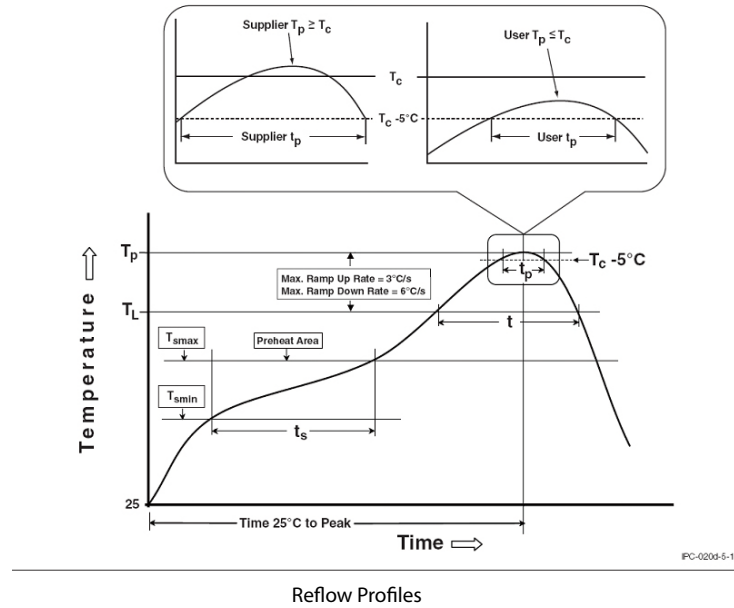 Supplier Tp ≥ Tc
User Tp ≤ Tc
Tc
Tc -5°C
Supplier tp
User tp
Tp
Tc -5°C
tp
Max. Ramp Up Rate = 3°C/s
Max. Ramp Down Rate = 6°C/s
TL
t
Tsmax
Preheat Area
Tsmin
ts
Temperature
25
Time 25°C to Peak
Time
IPC-020d-5-1
Reflow Profiles